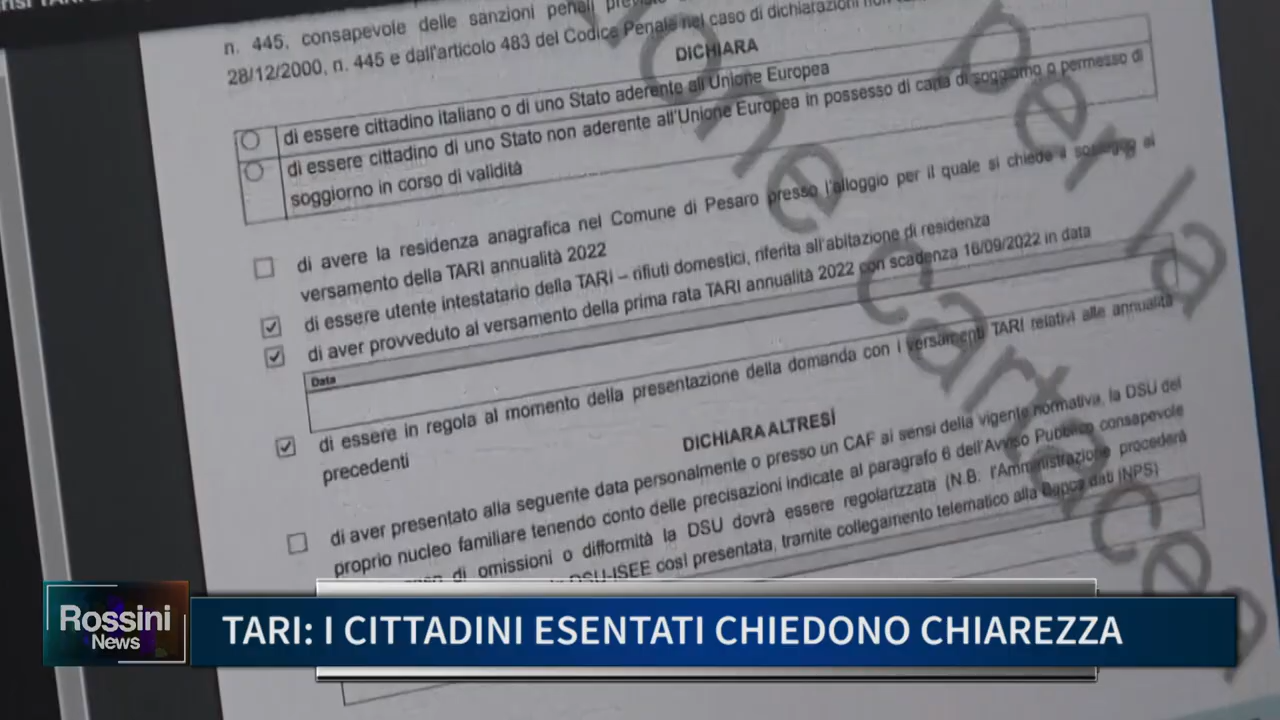 n. 445, consapevole delle sanzioni penali
28/12/2000, n. 445 e dall'articolo 483 del Codice Penale nel caso di dichiarazioni non
DICHIARA
di essere cittadino italiano o di uno Stato aderente all'Unione Europea
di essere cittadino di uno Stato non aderente all'Unione Europea in possesso di carta di soggiorno o permesso di
soggiorno in corso di validità
di avere la residenza anagrafica nel Comune di Pesaro presso l'alloggio per il quale si chiede il sostegno al
versamento della TARI annualità 2022
di essere utente intestatario della TARI – rifiuti domestici, riferita all'abitazione di residenza
di aver provveduto al versamento della prima rata TARI annualità 2022 con scadenza 16/09/2022 in data
Data
di essere in regola al momento della presentazione della domanda con i versamenti TARI relativi alle annualità
precedenti
DICHIARA ALTRESÌ
di aver presentato alla seguente data personalmente o presso un CAF ai sensi della vigente normativa, la DSU del
proprio nucleo familiare tenendo conto delle precisazioni indicate al paragrafo 6 dell'Avviso Pubblico consapevole
di omissioni o difformità la DSU dovrà essere regolarizzata (N.B. l'Amministrazione procederà
DSU-ISEE così presentata, tramite collegamento telematico alla Banca dati INPS)
per la
cartacea
Rossini
News
TARI: I CITTADINI ESENTATI CHIEDONO CHIAREZZA